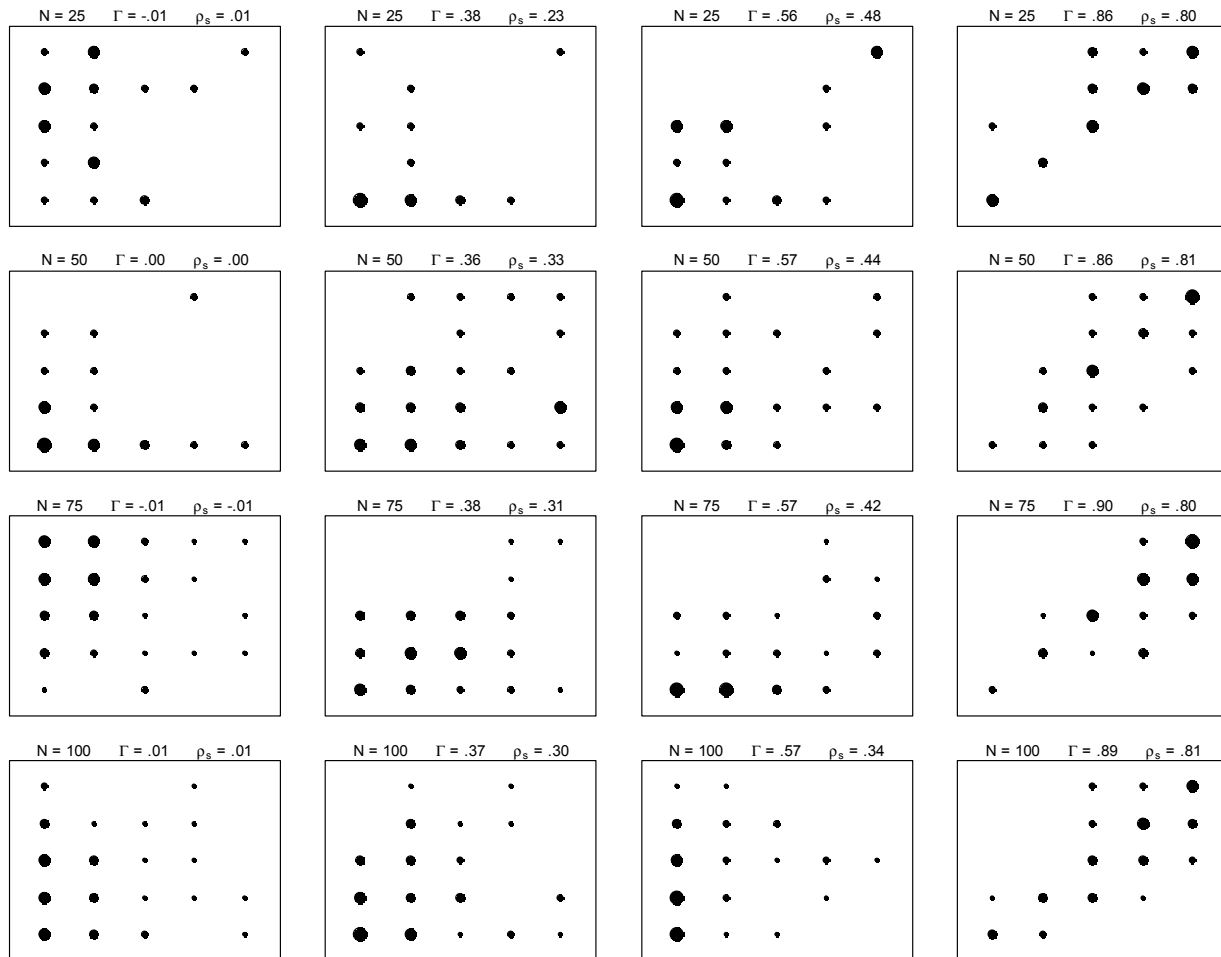 N = 25 Γ = -.01 ρs = .01 N = 25 Γ = .38 ρs = .23 N = 25 Γ = .56 ρs = .48 N = 25 Γ = .86 ρs = .80
N = 50 Γ = .00 ρs = .00 N = 50 Γ = .36 ρs = .33 N = 50 Γ = .57 ρs = .44 N = 50 Γ = .86 ρs = .81
N = 75 Γ = -.01 ρs = -.01 N = 75 Γ = .38 ρs = .31 N = 75 Γ = .57 ρs = .42 N = 75 Γ = .90 ρs = .80
N = 100 Γ = .01 ρs = .01 N = 100 Γ = .37 ρs = .30 N = 100 Γ = .57 ρs = .34 N = 100 Γ = .89 ρs = .81